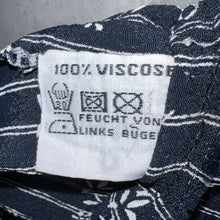 100% VISCOSE
FEUCHT VON
LINKS BÜGE